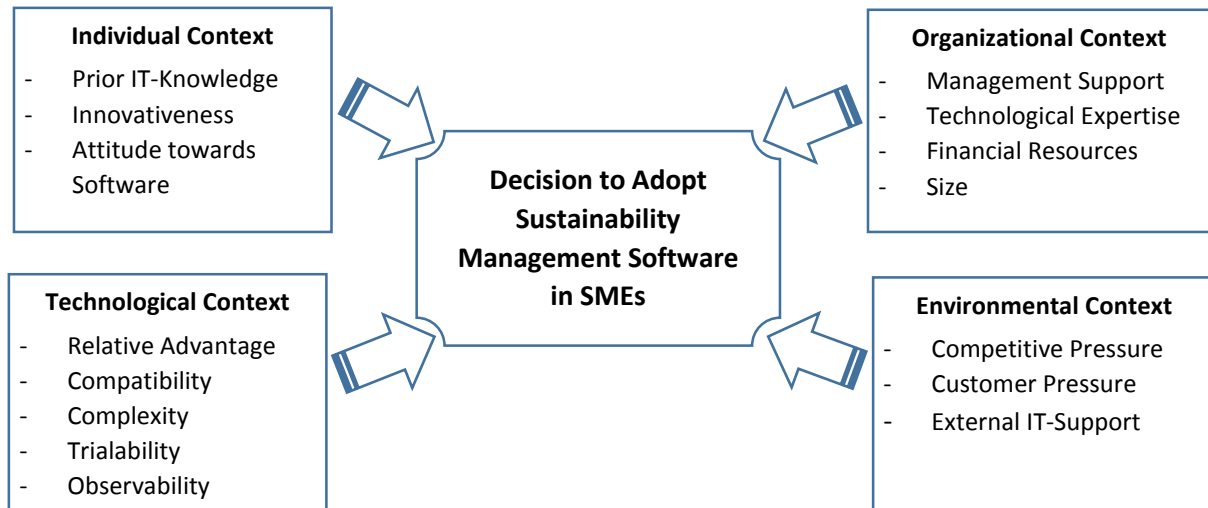 Individual Context
- Prior IT-Knowledge
- Innovativeness
- Attitude towards
Software
Organizational Context
- Management Support
- Technological Expertise
- Financial Resources
- Size
Decision to Adopt
Sustainability
Management Software
in SMEs
Technological Context
- Relative Advantage
- Compatibility
- Complexity
- Trialability
- Observability
Environmental Context
- Competitive Pressure
- Customer Pressure
- External IT-Support